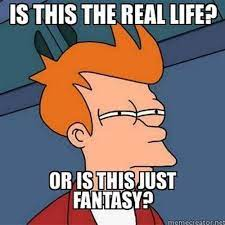 IS THIS THE REAL LIFE?
OR IS THIS JUST
FANTASY?
memecreator.net